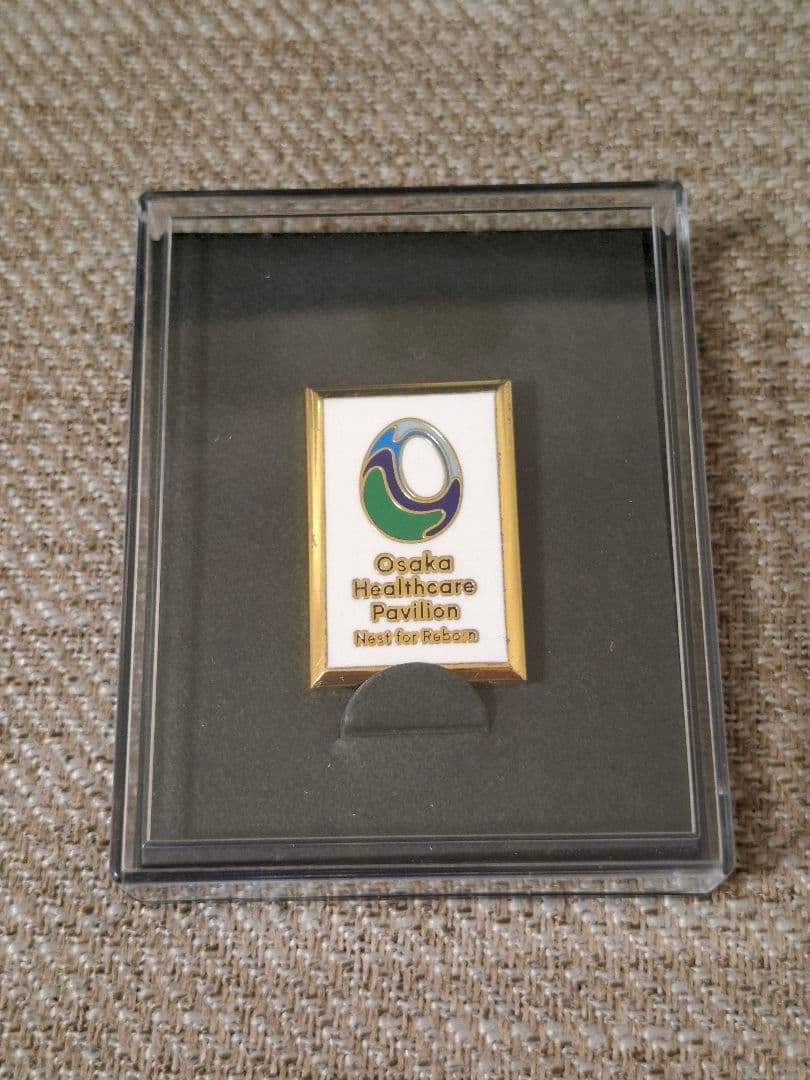 Osaka
Healthcare
Pavilion
Nest for Reborn